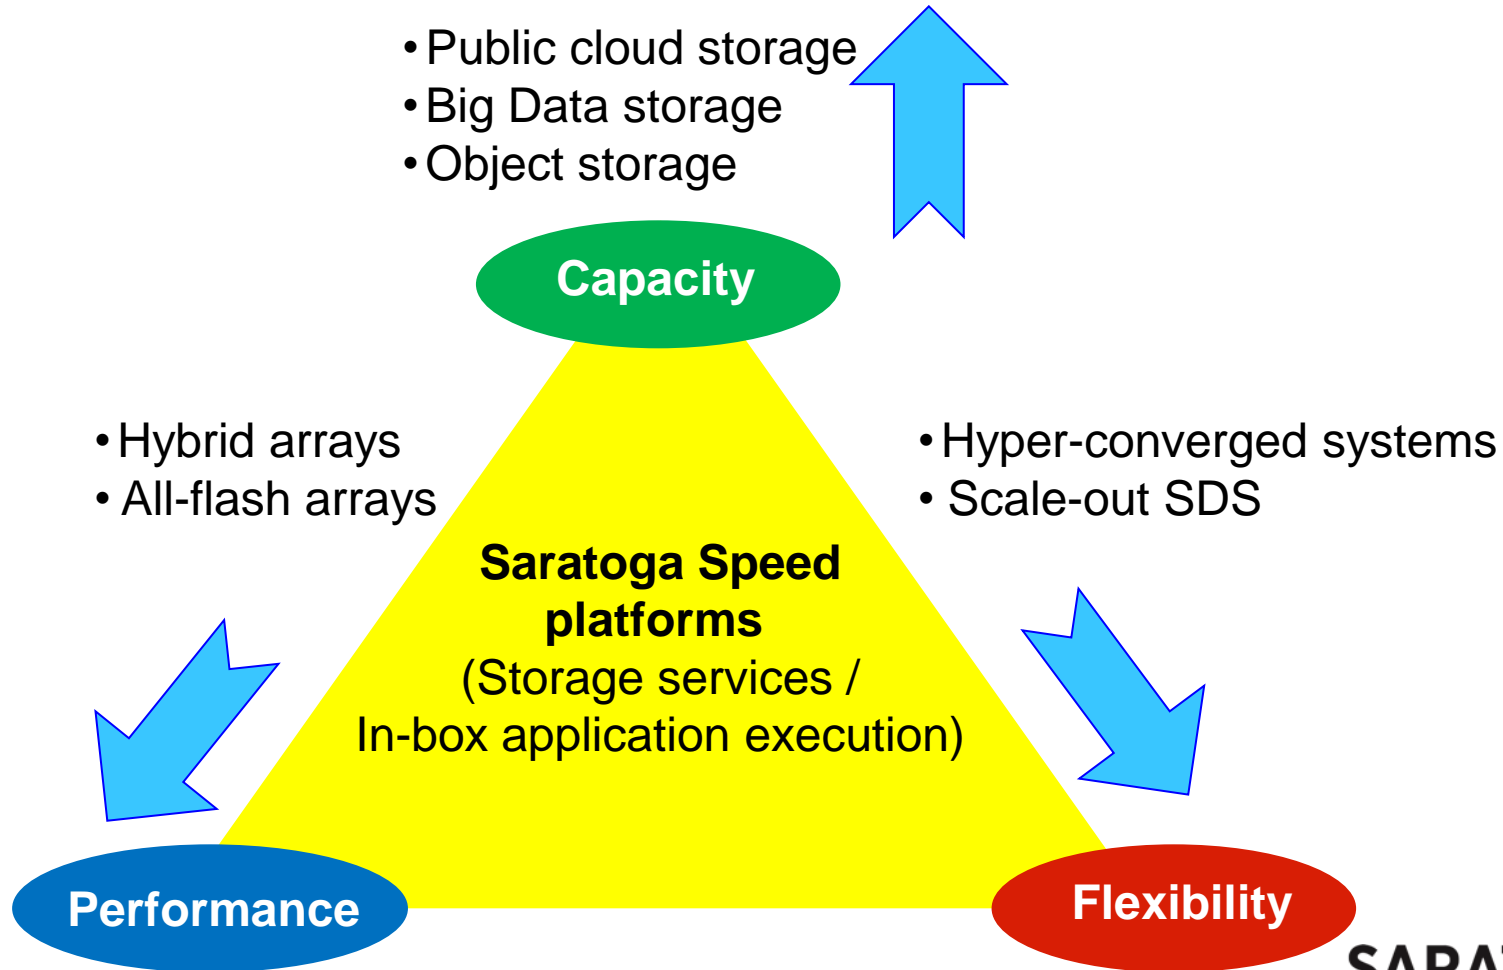 • Public cloud storage
• Big Data storage
• Object storage
Capacity
• Hybrid arrays
• All-flash arrays
• Hyper-converged systems
• Scale-out SDS
Saratoga Speed
platforms
(Storage services /
In-box application execution)
Performance
Flexibility